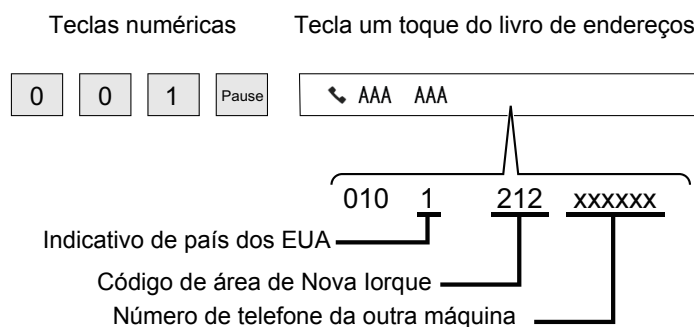 Teclas numéricas Tecla um toque do livro de endereços
0 0 1 Pause AAA AAA
010 1 212 xxxxxx
Indicativo de país dos EUA
Código de área de Nova Iorque
Número de telefone da outra máquina